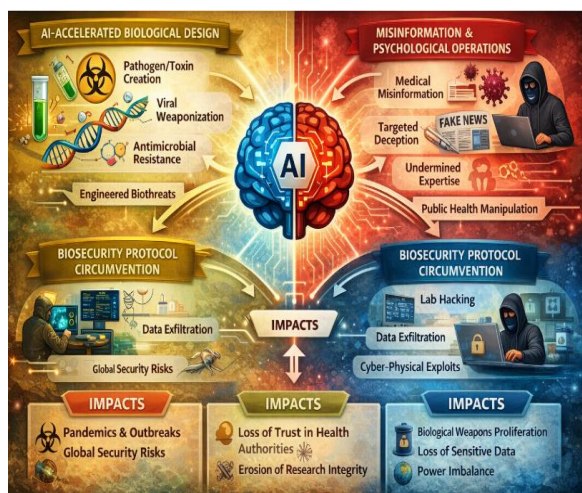 AI-ACCELERATED BIOLOGICAL DESIGN
Pathogen/Toxin
Creation
Viral
Weaponization
Antimicrobial
Resistance
Engineered Biothreats
MISINFORMATION &
PSYCHOLOGICAL OPERATIONS
Medical
Misinformation
Targeted
Deception
FAKE NEWS
Undermined
Expertise
Public Health Manipulation
AI
BIOSECURITY PROTOCOL
CIRCUMVENTION
Data Exfiltration
Global Security Risks
IMPACTS
BIOSECURITY PROTOCOL
CIRCUMVENTION
Lab Hacking
Data Exfiltration
Cyber-Physical Exploits
IMPACTS
Pandemics & Outbreaks
Global Security Risks
IMPACTS
Loss of Trust in Health
Authorities
Erosion of Research Integrity
IMPACTS
Biological Weapons Proliferation
Loss of Sensitive Data
Power Imbalance